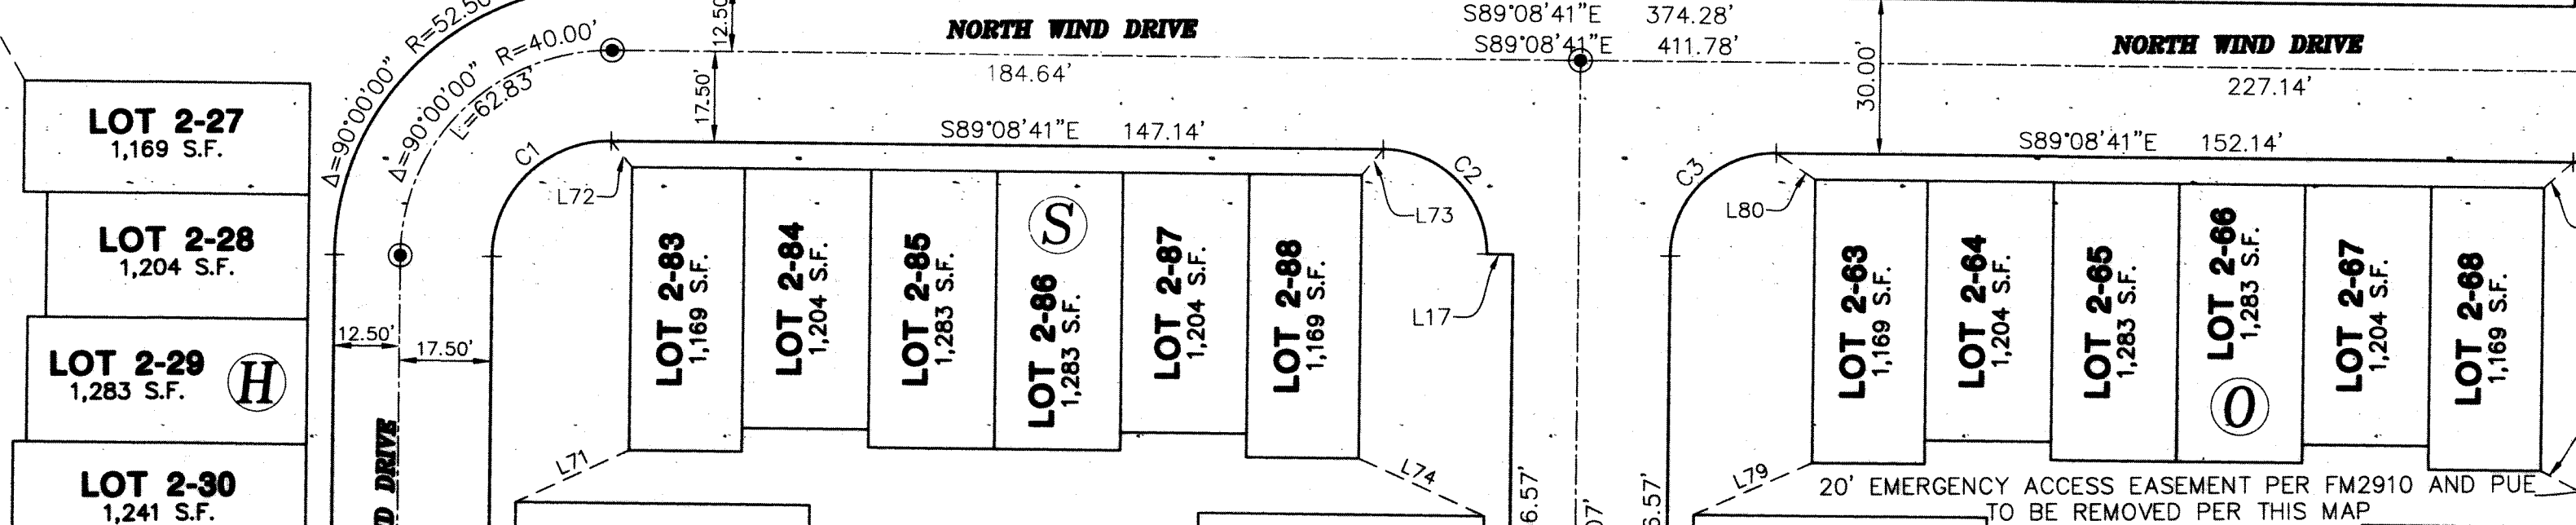 R=52.50
Δ=90°00'00"
R=40.00'
Δ=90°00'00"
L=62.83'
12.50
NORTH WIND DRIVE
S89°08'41"E 374.28'
S89°08'41"E 411.78'
NORTH WIND DRIVE
184.64'
227.14'
17.50'
30.00'
S89°08'41"E 147.14'
S89°08'41"E 152.14'
C1
C2
C3
L72
L73
L80
L17
LOT 2-27
1,169 S.F.
LOT 2-28
1,204 S.F.
LOT 2-29
1,283 S.F.
H
LOT 2-30
1,241 S.F.
12.50'
17.50'
D DRIVE
LOT 2-83
1,169 S.F.
LOT 2-84
1,204 S.F.
LOT 2-85
1,283 S.F.
S
LOT 2-86
1,283 S.F.
LOT 2-87
1,204 S.F.
LOT 2-88
1,169 S.F.
LOT 2-63
1,169 S.F.
LOT 2-64
1,204 S.F.
LOT 2-65
1,283 S.F.
LOT 2-66
1,283 S.F.
O
LOT 2-67
1,204 S.F.
LOT 2-68
1,169 S.F.
L71
L74
L79
6.57'
07'
6.57'
20' EMERGENCY ACCESS EASEMENT PER FM2910 AND PUE
TO BE REMOVED PER THIS MAP